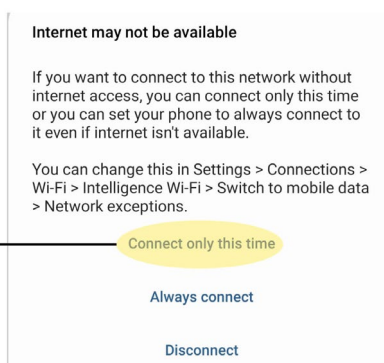 Internet may not be available
If you want to connect to this network without
internet access, you can connect only this time
or you can set your phone to always connect to
it even if internet isn't available.
You can change this in Settings > Connections >
Wi-Fi > Intelligence Wi-Fi > Switch to mobile data
> Network exceptions.
Connect only this time
Always connect
Disconnect